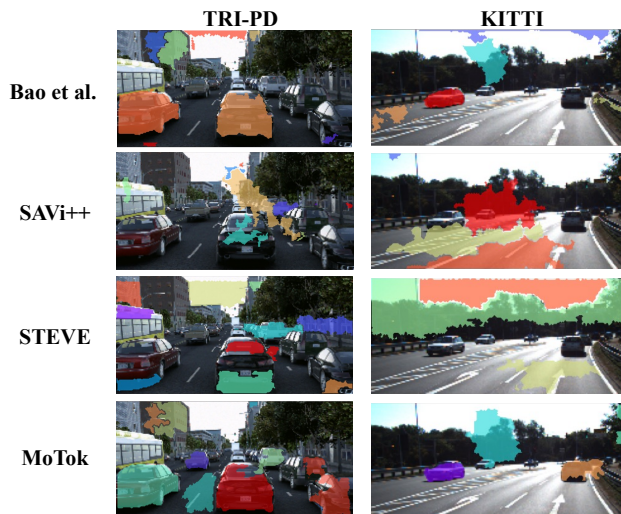 TRI-PD KITTI
Bao et al.
SAVi++
STEVE
MoTok